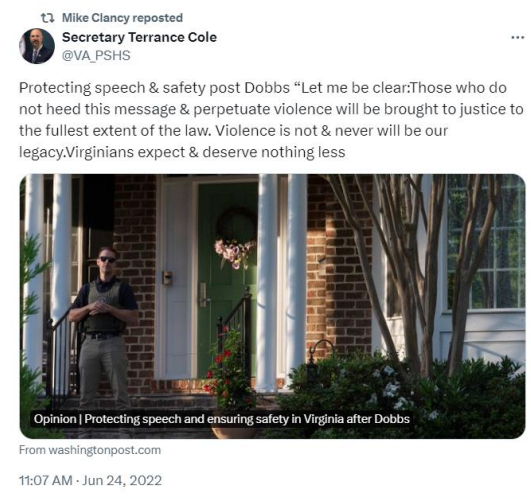 Mike Clancy reposted
Secretary Terrance Cole
@VA_PSHS
Protecting speech & safety post Dobbs “Let me be clear:Those who do
not heed this message & perpetuate violence will be brought to justice to
the fullest extent of the law. Violence is not & never will be our
legacy.Virginians expect & deserve nothing less
Opinion | Protecting speech and ensuring safety in Virginia after Dobbs
From washingtonpost.com
11:07 AM · Jun 24, 2022